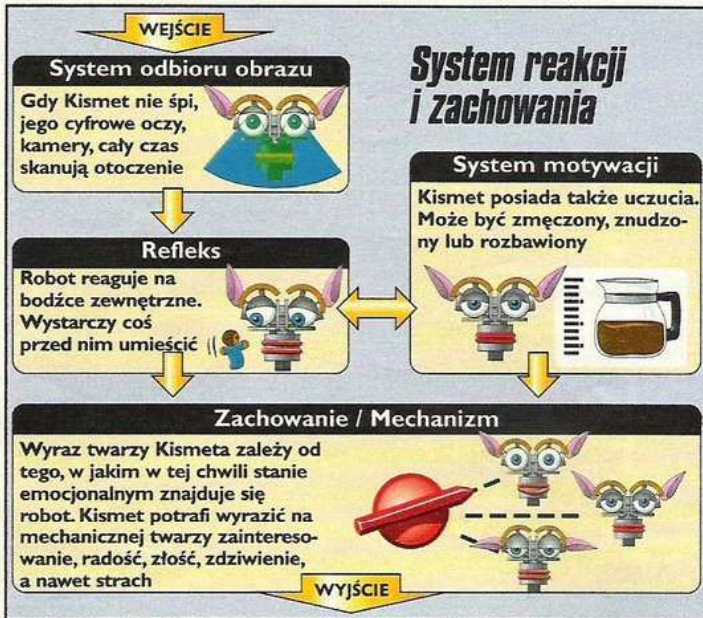 WEJŚCIE
System odbioru obrazu
Gdy Kismet nie śpi,
jego cyfrowe oczy,
kamery, cały czas
skanują otoczenie
System reakcji
i zachowania
Refleks
Robot reaguje na
bodźce zewnętrzne.
Wystarczy coś
przed nim umieścić
System motywacji
Kismet posiada także uczucia.
Może być zmęczony, znudzo-
ny lub rozbawiony
Zachowanie / Mechanizm
Wyraz twarzy Kismeta zależy od
tego, w jakim w tej chwili stanie
emocjonalnym znajduje się
robot. Kismet potrafi wyrazić na
mechanicznej twarzy zaintereso-
wanie, radość, złość, zdziwienie,
a nawet strach
WYJŚCIE